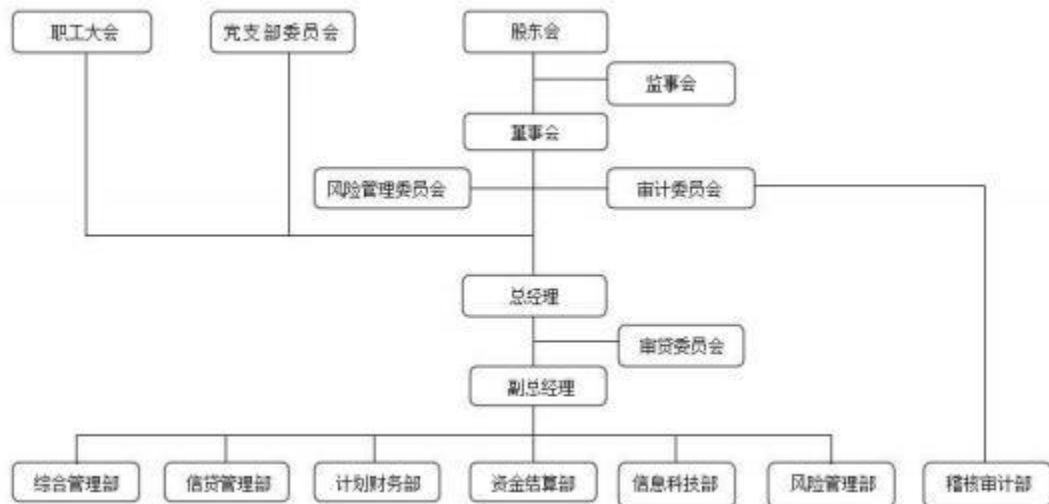 职工大会
党支部委员会
股东会
监事会
董事会
风险管理委员会
审计委员会
总经理
审贷委员会
副总经理
综合管理部
信贷管理部
计划财务部
资金结算部
信息科技部
风险管理部
稽核审计部